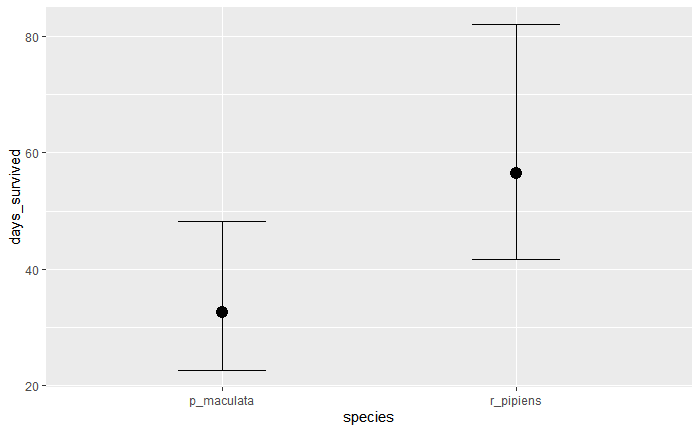 80
60
40
20
days_survived
p_maculata
r_pipiens
species